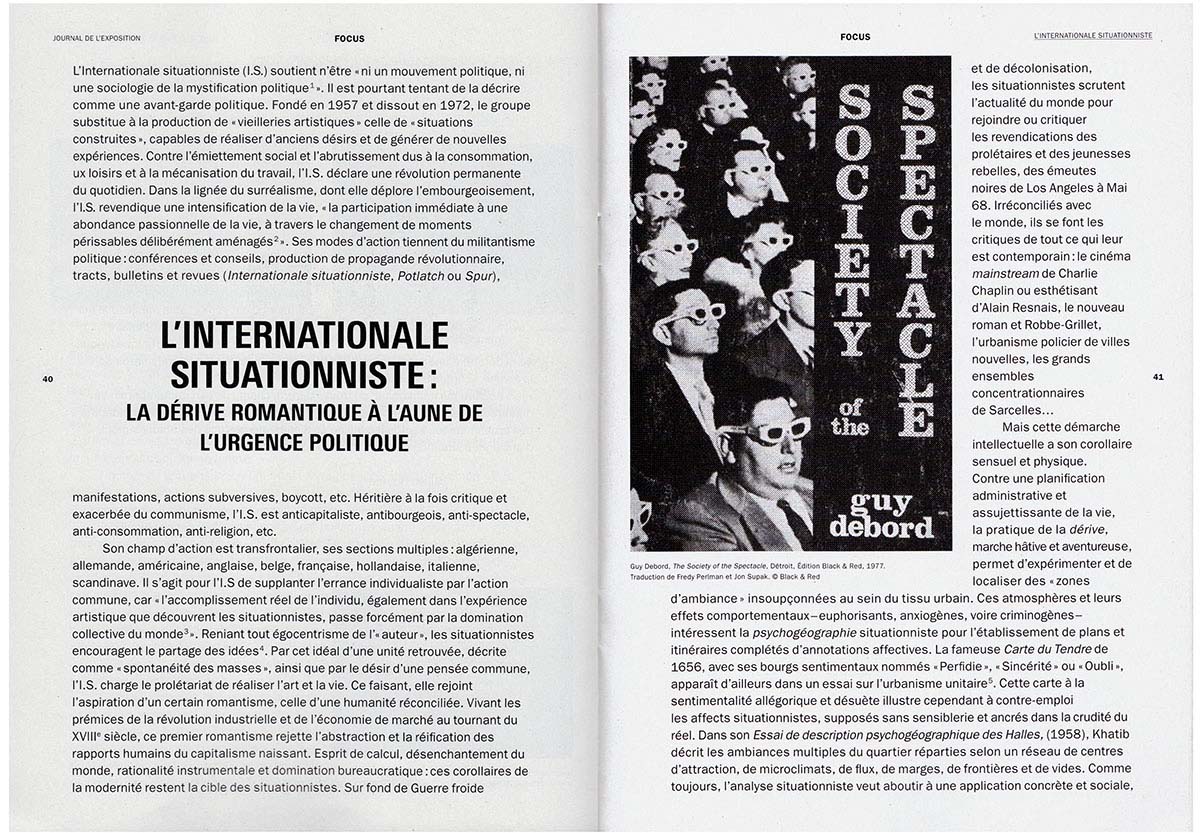 JOURNAL DE L'EXPOSITION
FOCUS
L'Internationale situationniste (I.S.) soutient n'être « ni un mouvement politique, ni
une sociologie de la mystification politique¹ ». Il est pourtant tentant de la décrire
comme une avant-garde politique. Fondé en 1957 et dissout en 1972, le groupe
substitue à la production de « vieilleries artistiques » celle de « situations
construites », capables de réaliser d'anciens désirs et de générer de nouvelles
expériences. Contre l'émiettement social et l'abrutissement dus à la consommation,
ux loisirs et à la mécanisation du travail, l'I.S. déclare une révolution permanente
du quotidien. Dans la lignée du surréalisme, dont elle déplore l'embourgeoisement,
l'I.S. revendique une intensification de la vie, « la participation immédiate à une
abondance passionnelle de la vie, à travers le changement de moments
périssables délibérément aménagés² ». Ses modes d'action tiennent du militantisme
politique : conférences et conseils, production de propagande révolutionnaire,
tracts, bulletins et revues (Internationale situationniste, Potlatch ou Spur),
L'INTERNATIONALE
SITUATIONNISTE :
LA DÉRIVE ROMANTIQUE À L'AUNE DE
L'URGENCE POLITIQUE
40
manifestations, actions subversives, boycott, etc. Héritière à la fois critique et
exacerbée du communisme, l'I.S. est anticapitaliste, antibourgeois, anti-spectacle,
anti-consommation, anti-religion, etc.
Son champ d'action est transfrontalier, ses sections multiples : algérienne,
allemande, américaine, anglaise, belge, française, hollandaise, italienne,
scandinave. Il s'agit pour l'I.S de supplanter l'errance individualiste par l'action
commune, car « l'accomplissement réel de l'individu, également dans l'expérience
artistique que découvrent les situationnistes, passe forcément par la domination
collective du monde³ ». Reniant tout égocentrisme de l'« auteur », les situationnistes
encouragent le partage des idées⁴. Par cet idéal d'une unité retrouvée, décrite
comme « spontanéité des masses », ainsi que par le désir d'une pensée commune,
l'I.S. charge le prolétariat de réaliser l'art et la vie. Ce faisant, elle rejoint
l'aspiration d'un certain romantisme, celle d'une humanité réconciliée. Vivant les
prémices de la révolution industrielle et de l'économie de marché au tournant du
XVIIIᵉ siècle, ce premier romantisme rejette l'abstraction et la réification des
rapports humains du capitalisme naissant. Esprit de calcul, désenchantement du
monde, rationalité instrumentale et domination bureaucratique : ces corollaires de
la modernité restent la cible des situationnistes. Sur fond de Guerre froide
FOCUS
L'INTERNATIONALE SITUATIONNISTE
SOCIETY
of
the
SPECTACLE
guy
debord
Guy Debord, The Society of the Spectacle, Détroit, Édition Black & Red, 1977.
Traduction de Fredy Perlman et Jon Supak. © Black & Red
et de décolonisation,
les situationnistes scrutent
l'actualité du monde pour
rejoindre ou critiquer
les revendications des
prolétaires et des jeunesses
rebelles, des émeutes
noires de Los Angeles à Mai
68. Irréconciliés avec
le monde, ils se font les
critiques de tout ce qui leur
est contemporain : le cinéma
mainstream de Charlie
Chaplin ou esthétisant
d'Alain Resnais, le nouveau
roman et Robbe-Grillet,
l'urbanisme policier de villes
nouvelles, les grands
ensembles
concentrationnaires
de Sarcelles...
Mais cette démarche
intellectuelle a son corollaire
sensuel et physique.
Contre une planification
administrative et
assujettissante de la vie,
la pratique de la dérive,
marche hâtive et aventureuse,
permet d'expérimenter et de
localiser des « zones
d'ambiance » insoupçonnées au sein du tissu urbain. Ces atmosphères et leurs
effets comportementaux – euphorisants, anxiogènes, voire criminogènes –
intéressent la psychogéographie situationniste pour l'établissement de plans et
itinéraires complétés d'annotations affectives. La fameuse Carte du Tendre de
1656, avec ses bourgs sentimentaux nommés « Perfidie », « Sincérité » ou « Oubli »,
apparaît d'ailleurs dans un essai sur l'urbanisme unitaire⁵. Cette carte à la
sentimentalité allégorique et désuète illustre cependant à contre-emploi
les affects situationnistes, supposés sans sensiblerie et ancrés dans la crudité du
réel. Dans son Essai de description psychogéographique des Halles, (1958), Khatib
décrit les ambiances multiples du quartier réparties selon un réseau de centres
d'attraction, de microclimats, de flux, de marges, de frontières et de vides. Comme
toujours, l'analyse situationniste veut aboutir à une application concrète et sociale,
41